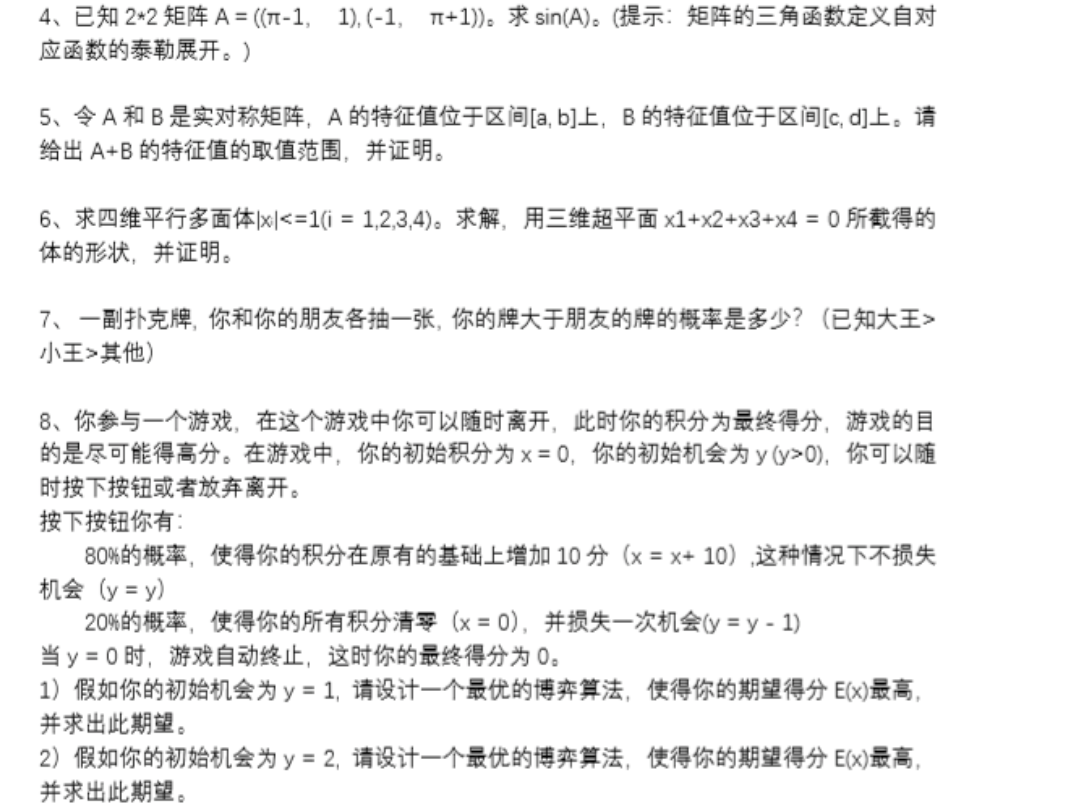 4、已知 2*2 矩阵 A = ((π-1, 1), (-1, π+1))。求 sin(A)。(提示：矩阵的三角函数定义自对
应函数的泰勒展开。)
5、令 A 和 B 是实对称矩阵，A 的特征值位于区间[a, b]上，B 的特征值位于区间[c, d]上。请
给出 A+B 的特征值的取值范围，并证明。
6、求四维平行多面体|xᵢ|<=1(i = 1,2,3,4)。求解，用三维超平面 x1+x2+x3+x4 = 0 所截得的
体的形状，并证明。
7、 一副扑克牌, 你和你的朋友各抽一张, 你的牌大于朋友的牌的概率是多少？（已知大王>
小王>其他）
8、你参与一个游戏，在这个游戏中你可以随时离开，此时你的积分为最终得分，游戏的目
的是尽可能得高分。在游戏中，你的初始积分为 x = 0，你的初始机会为 y (y>0)，你可以随
时按下按钮或者放弃离开。
按下按钮你有：
80%的概率，使得你的积分在原有的基础上增加 10 分（x = x+ 10）,这种情况下不损失
机会（y = y）
20%的概率，使得你的所有积分清零（x = 0），并损失一次机会(y = y - 1)
当 y = 0 时，游戏自动终止，这时你的最终得分为 0。
1）假如你的初始机会为 y = 1, 请设计一个最优的博弈算法，使得你的期望得分 E(x)最高，
并求出此期望。
2）假如你的初始机会为 y = 2, 请设计一个最优的博弈算法，使得你的期望得分 E(x)最高，
并求出此期望。